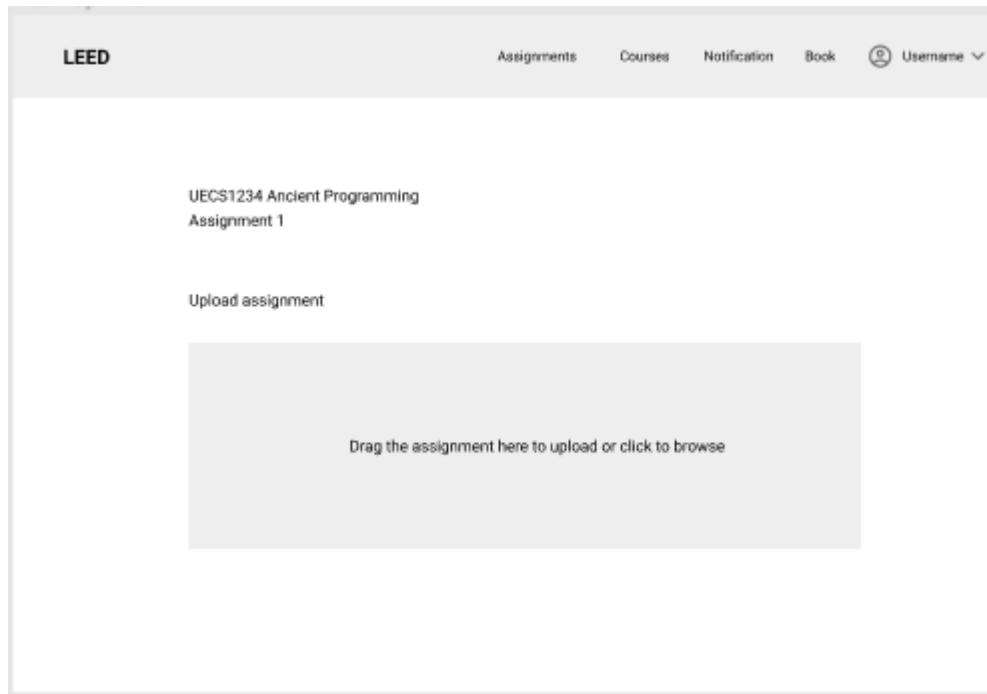 LEED Assignments Courses Notification Book Username
UECS1234 Ancient Programming
Assignment 1
Upload assignment
Drag the assignment here to upload or click to browse